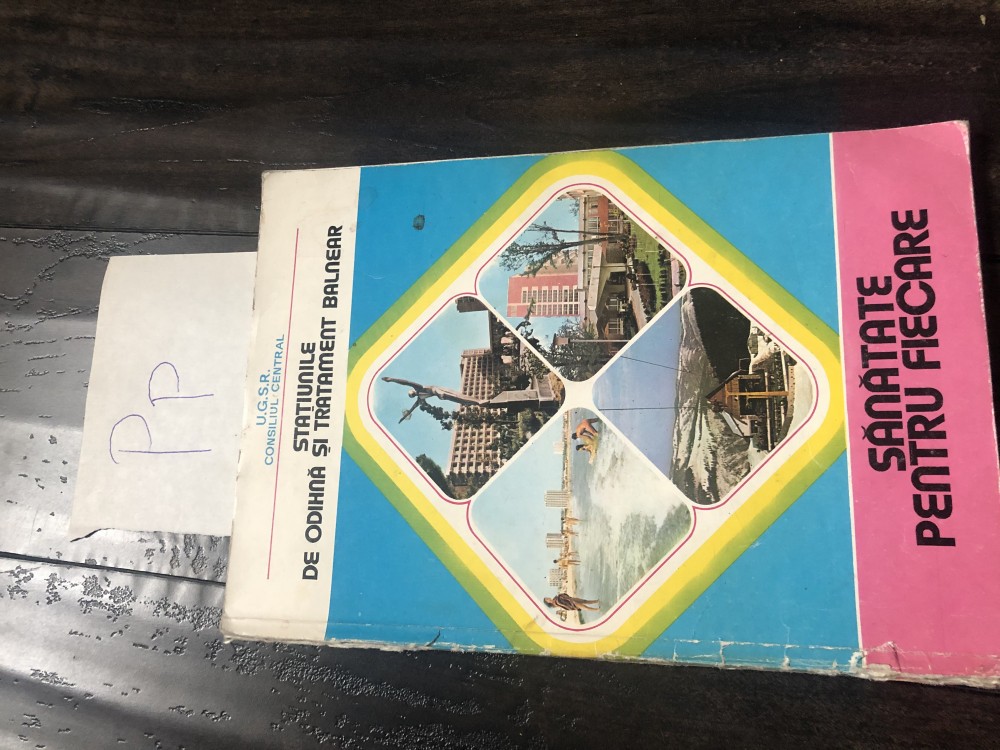 U.G.S.R.
CONSILIUL CENTRAL
STAȚIUNILE
DE ODIHNĂ ȘI TRATAMENT BALNEAR
SĂNĂTATE
PENTRU FIECARE
PP